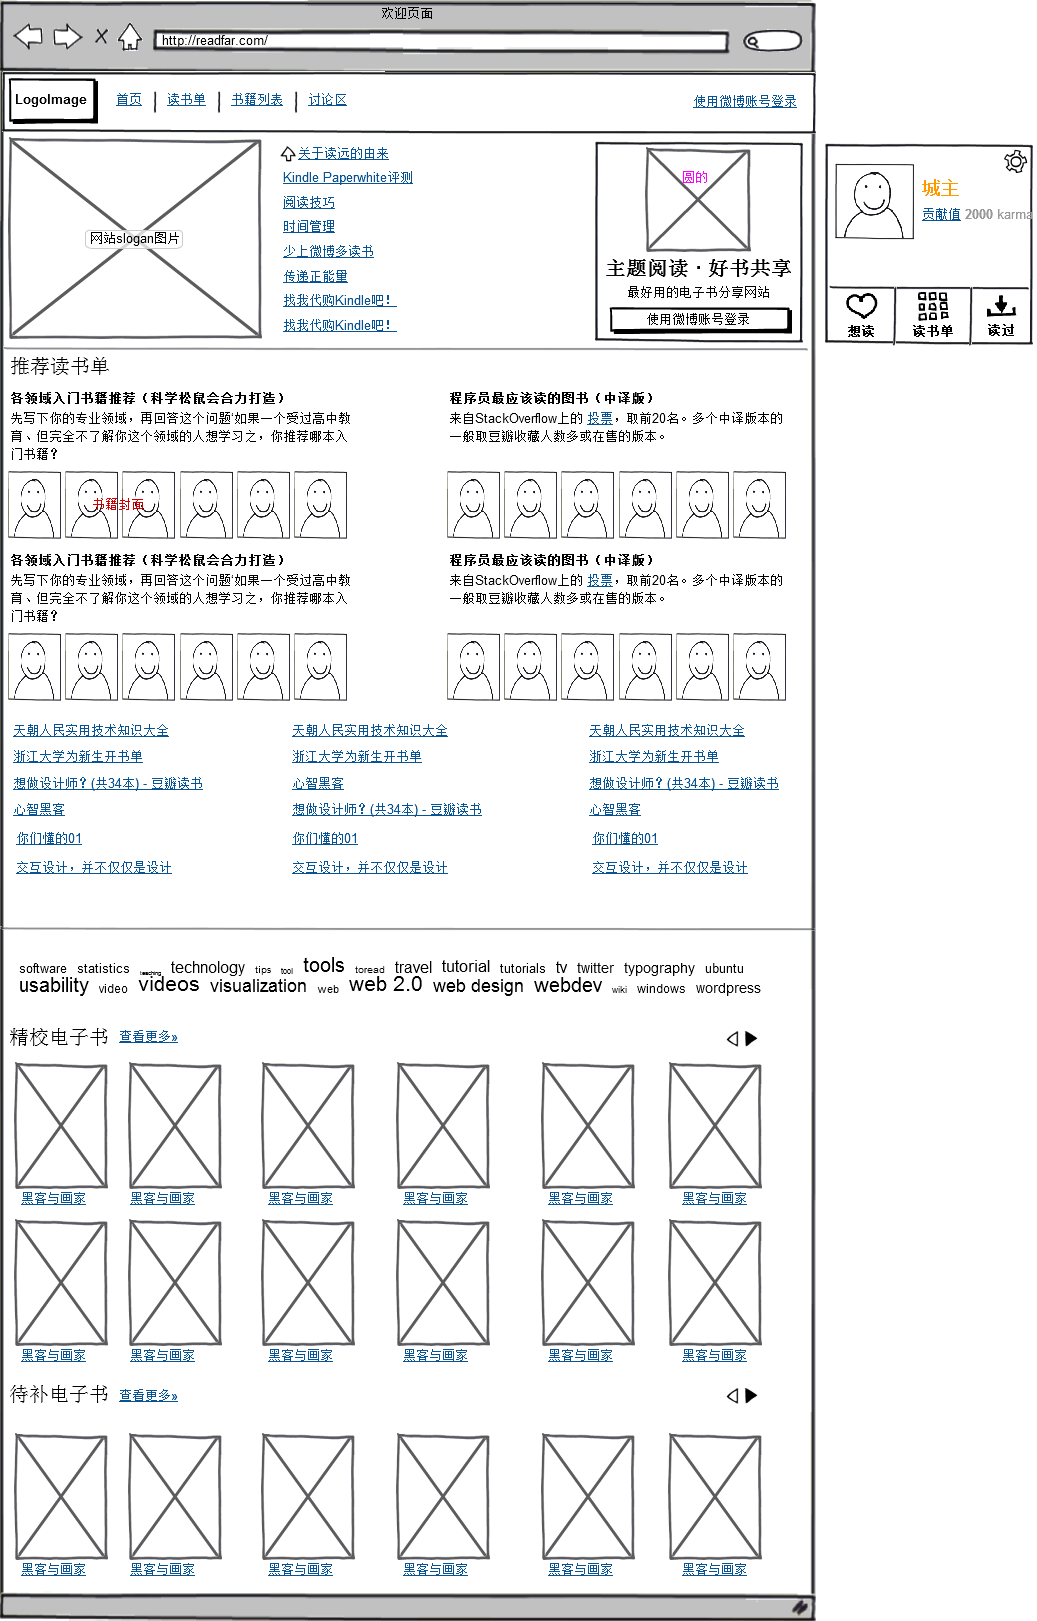 欢迎页面
http://readfar.com/
LogoImage 首页 读书单 书籍列表 讨论区 使用微博账号登录
网站slogan图片
关于读远的由来
Kindle Paperwhite评测
阅读技巧
时间管理
少上微博多读书
传递正能量
找我代购Kindle吧！
找我代购Kindle吧！
圆的
主题阅读·好书共享
最好用的电子书分享网站
使用微博账号登录
城主
贡献值 2000 karma
想读 读书单 读过
推荐读书单
各领域入门书籍推荐（科学松鼠会合力打造）
先写下你的专业领域，再回答这个问题'如果一个受过高中教
育、但完全不了解你这个领域的人想学习之，你推荐哪本入
门书籍？
书籍封面
程序员最应该读的图书（中译版）
来自StackOverflow上的 投票，取前20名。多个中译版本的
一般取豆瓣收藏人数多或在售的版本。
各领域入门书籍推荐（科学松鼠会合力打造）
先写下你的专业领域，再回答这个问题'如果一个受过高中教
育、但完全不了解你这个领域的人想学习之，你推荐哪本入
门书籍？
程序员最应该读的图书（中译版）
来自StackOverflow上的 投票，取前20名。多个中译版本的
一般取豆瓣收藏人数多或在售的版本。
天朝人民实用技术知识大全 天朝人民实用技术知识大全 天朝人民实用技术知识大全
浙江大学为新生开书单 浙江大学为新生开书单 浙江大学为新生开书单
想做设计师？(共34本) - 豆瓣读书 心智黑客 想做设计师？(共34本) - 豆瓣读书
心智黑客 想做设计师？(共34本) - 豆瓣读书 心智黑客
你们懂的01 你们懂的01 你们懂的01
交互设计，并不仅仅是设计 交互设计，并不仅仅是设计 交互设计，并不仅仅是设计
software statistics teaching technology tips tool tools toread travel tutorial tutorials tv twitter typography ubuntu
usability video videos visualization web web 2.0 web design webdev wiki windows wordpress
精校电子书 查看更多»
黑客与画家 黑客与画家 黑客与画家 黑客与画家 黑客与画家 黑客与画家
黑客与画家 黑客与画家 黑客与画家 黑客与画家 黑客与画家 黑客与画家
待补电子书 查看更多»
黑客与画家 黑客与画家 黑客与画家 黑客与画家 黑客与画家 黑客与画家